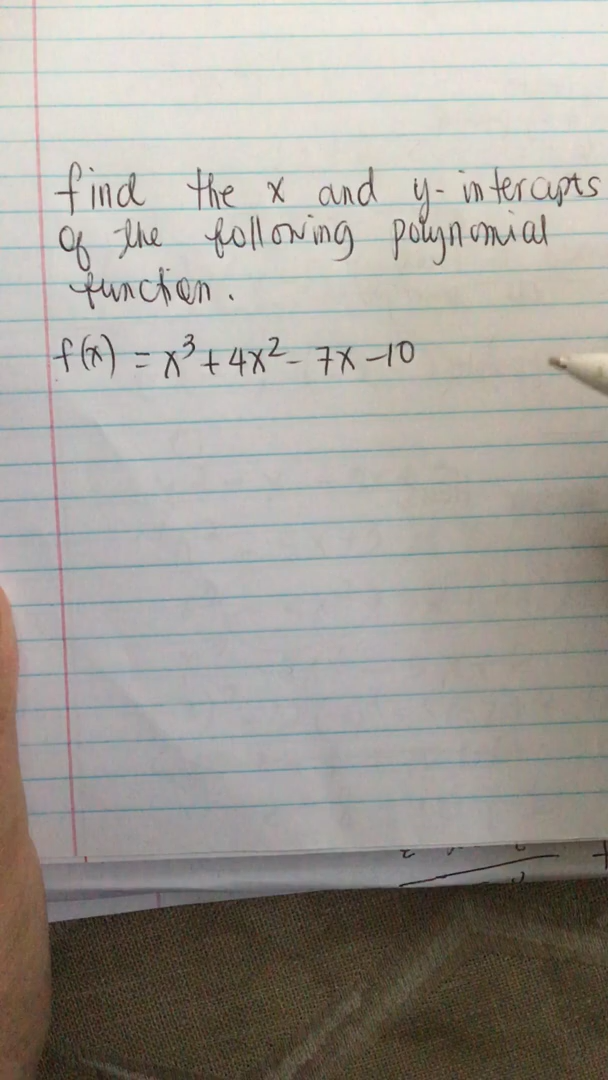 find the x and y-intercepts
of the following polynomial
function.
f(x) = x³ + 4x² - 7x - 10